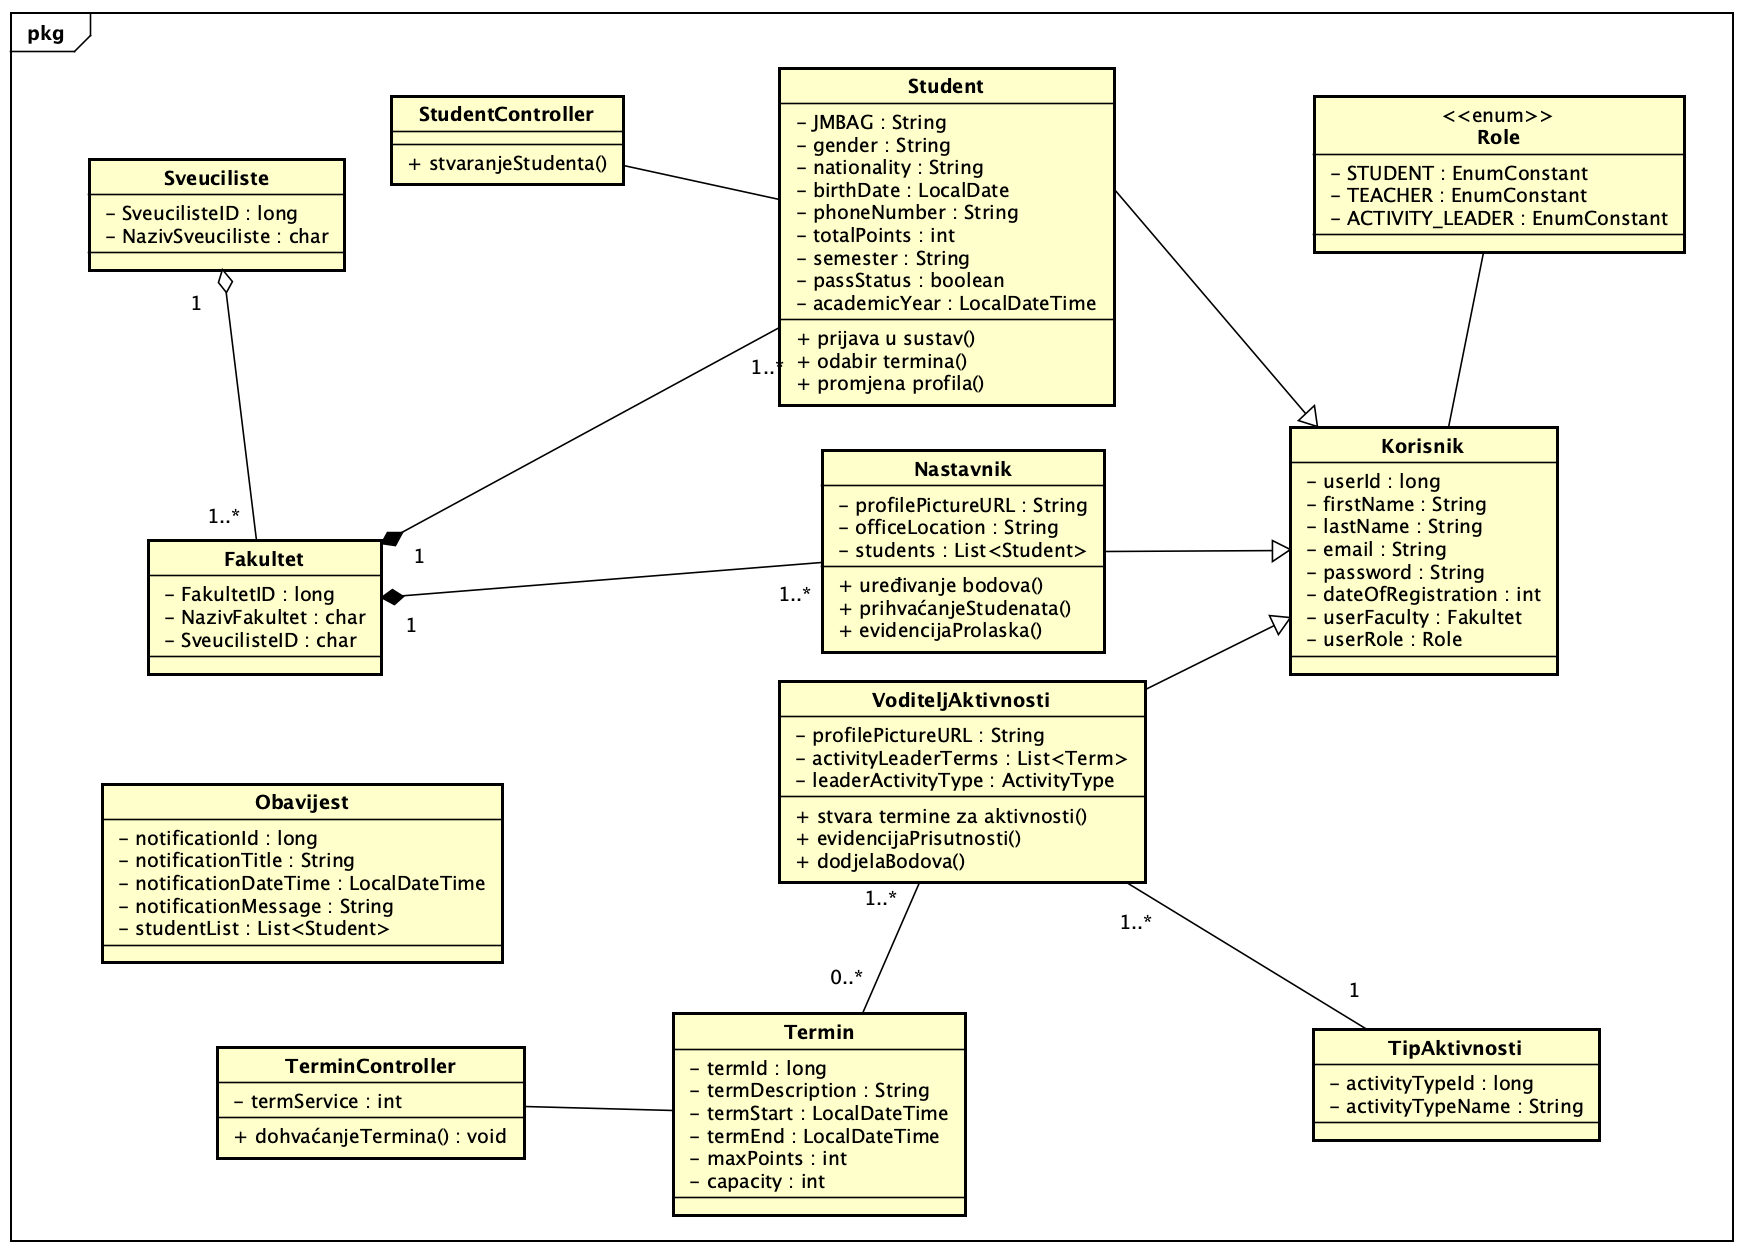 pkg
Sveuciliste
- SveucilisteID : long
- NazivSveuciliste : char
1
1..*
StudentController
+ stvaranjeStudenta()
Student
- JMBAG : String
- gender : String
- nationality : String
- birthDate : LocalDate
- phoneNumber : String
- totalPoints : int
- semester : String
- passStatus : boolean
- academicYear : LocalDateTime
+ prijava u sustav()
+ odabir termina()
+ promjena profila()
1..*
<<enum>>
Role
- STUDENT : EnumConstant
- TEACHER : EnumConstant
- ACTIVITY_LEADER : EnumConstant
Fakultet
- FakultetID : long
- NazivFakultet : char
- SveucilisteID : char
1
1
Nastavnik
- profilePictureURL : String
- officeLocation : String
- students : List<Student>
+ uređivanje bodova()
+ prihvaćanjeStudenata()
+ evidencijaProlaska()
1..*
Korisnik
- userId : long
- firstName : String
- lastName : String
- email : String
- password : String
- dateOfRegistration : int
- userFaculty : Fakultet
- userRole : Role
VoditeljAktivnosti
- profilePictureURL : String
- activityLeaderTerms : List<Term>
- leaderActivityType : ActivityType
+ stvara termine za aktivnosti()
+ evidencijaPrisutnosti()
+ dodjelaBodova()
1..*
1..*
0..*
1
Obavijest
- notificationId : long
- notificationTitle : String
- notificationDateTime : LocalDateTime
- notificationMessage : String
- studentList : List<Student>
TerminController
- termService : int
+ dohvaćanjeTermina() : void
Termin
- termId : long
- termDescription : String
- termStart : LocalDateTime
- termEnd : LocalDateTime
- maxPoints : int
- capacity : int
TipAktivnosti
- activityTypeId : long
- activityTypeName : String